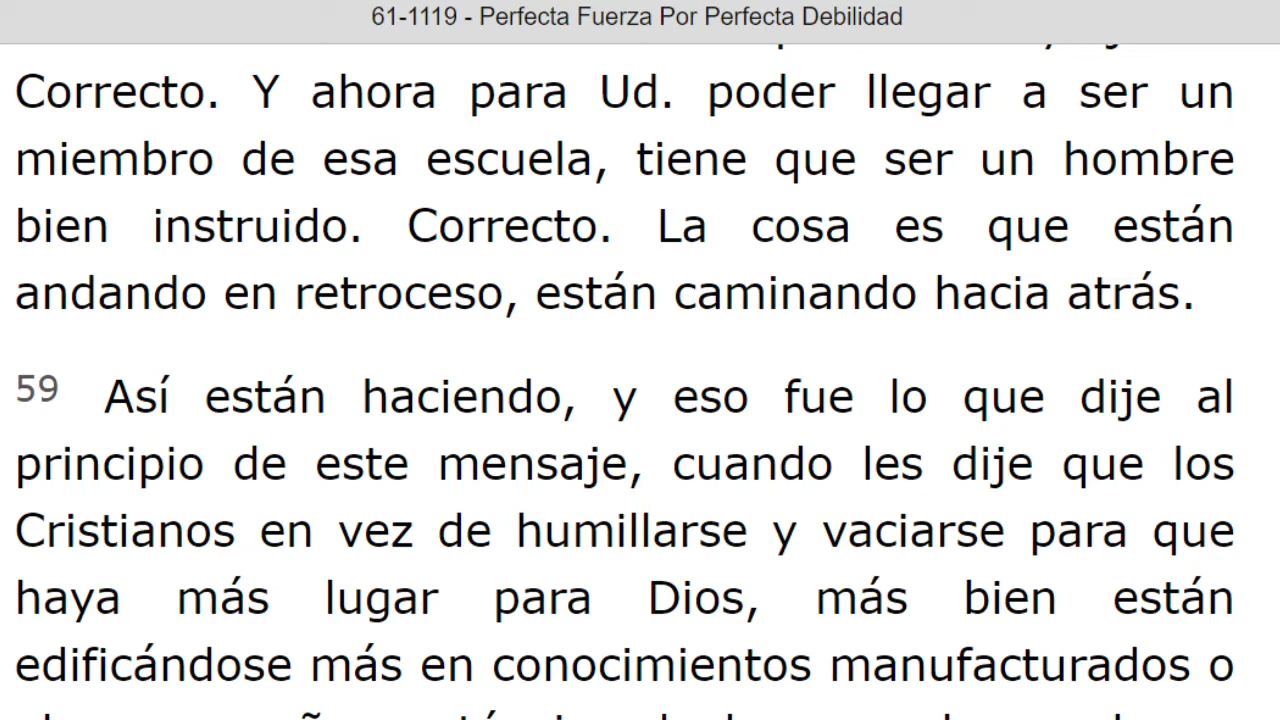 61-1119 - Perfecta Fuerza Por Perfecta Debilidad
Correcto. Y ahora para Ud. poder llegar a ser un
miembro de esa escuela, tiene que ser un hombre
bien instruido. Correcto. La cosa es que están
andando en retroceso, están caminando hacia atrás.
59 Así están haciendo, y eso fue lo que dije al
principio de este mensaje, cuando les dije que los
Cristianos en vez de humillarse y vaciarse para que
haya más lugar para Dios, más bien están
edificándose más en conocimientos manufacturados o